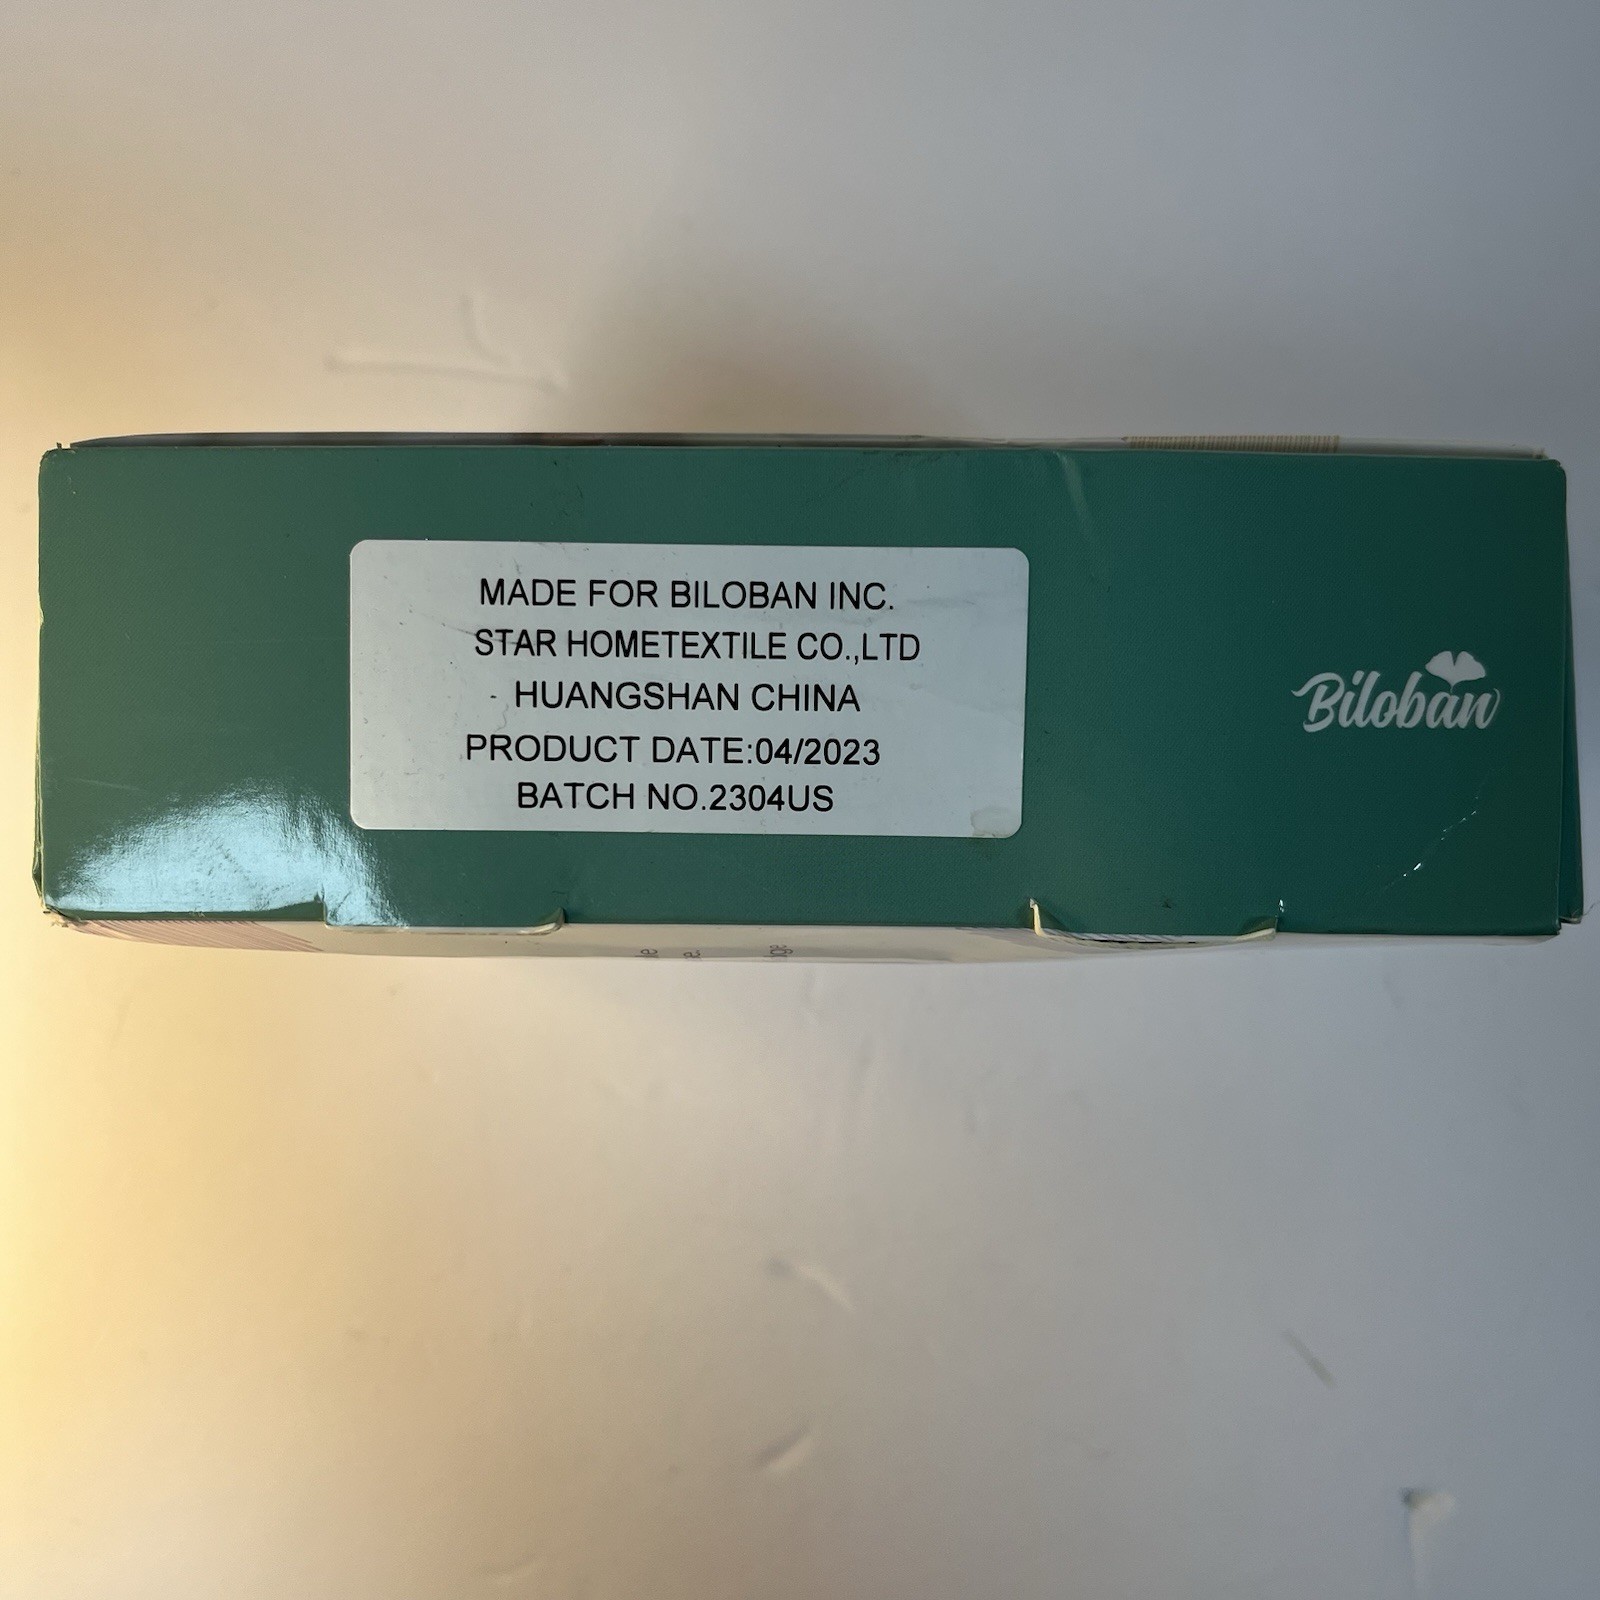 MADE FOR BILOBAN INC.
STAR HOMETEXTILE CO.,LTD
HUANGSHAN CHINA
PRODUCT DATE:04/2023
BATCH NO.2304US
Biloban